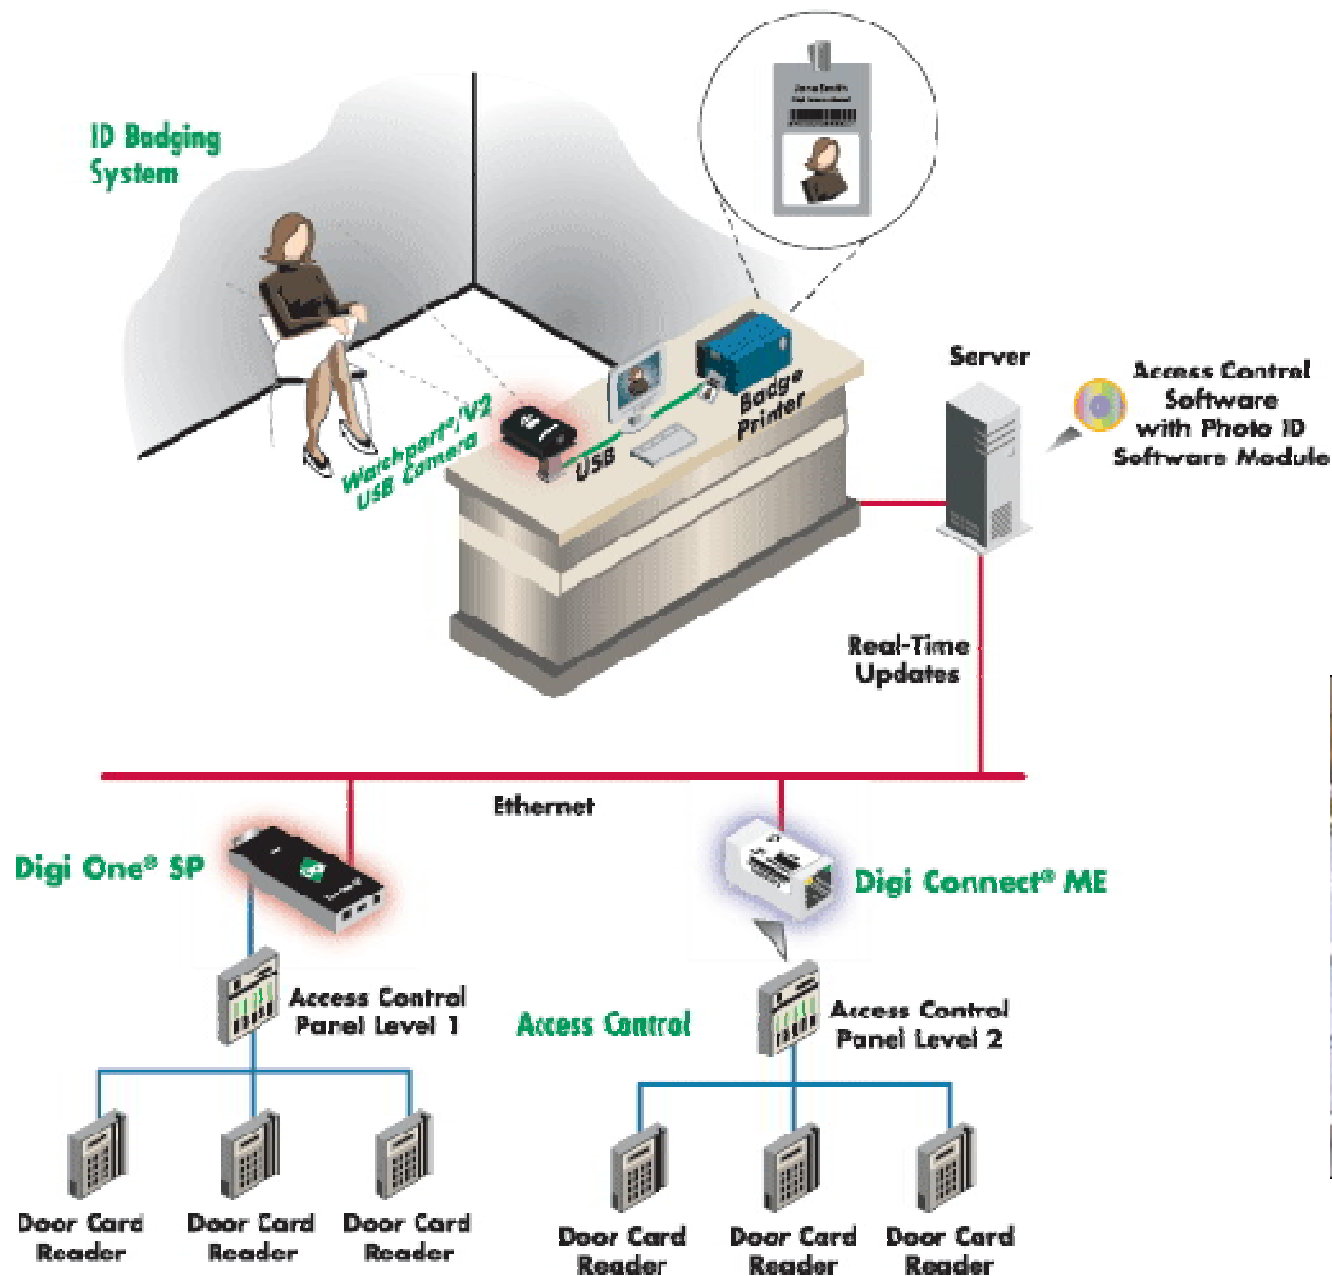 ID Badging
System
Jane Smith
Server
Access Control
Software
with Photo ID
Software Module
Badge
Printer
Watchport®/V2
USB Camera
USB
Real-Time
Updates
Ethernet
Digi One® SP
Digi Connect® ME
Access Control
Panel Level 1
Access Control
Access Control
Panel Level 2
Door Card
Reader
Door Card
Reader
Door Card
Reader
Door Card
Reader
Door Card
Reader
Door Card
Reader